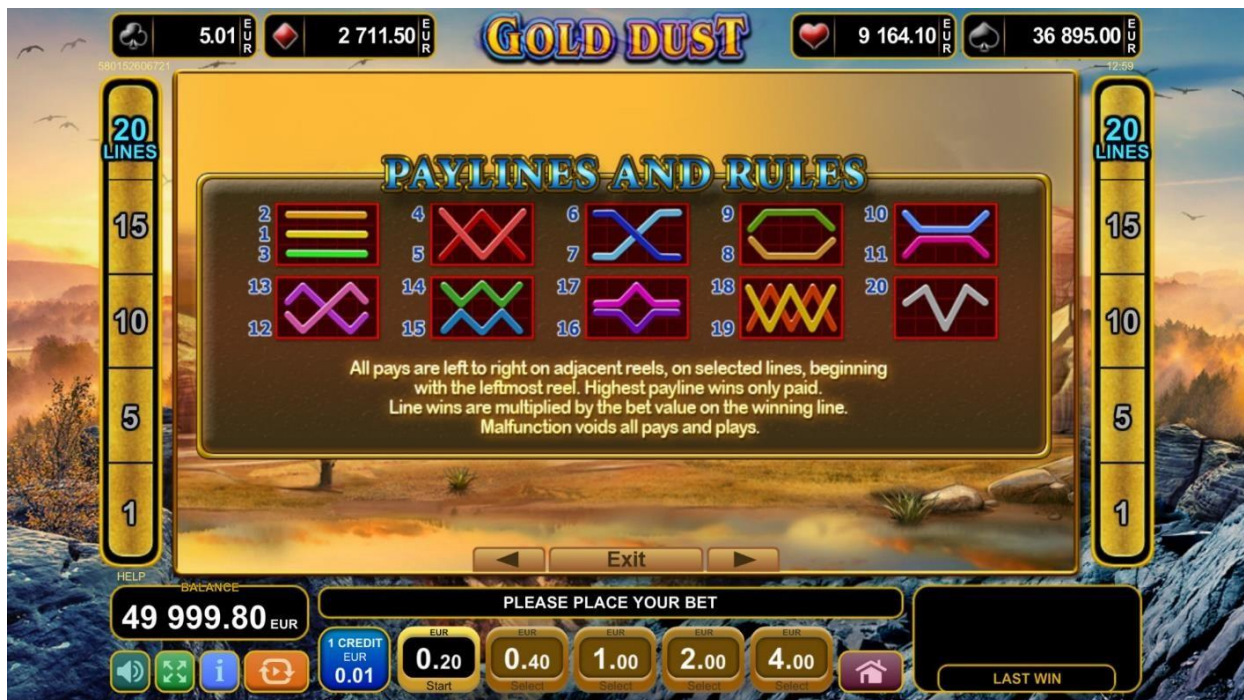 5.01 EUR
2 711.50 EUR
GOLD DUST
9 164.10 EUR
36 895.00 EUR
580152606721
12:59
20
LINES
15
10
5
1
20
LINES
15
10
5
1
PAYLINES AND RULES
2
1
3
4
5
6
7
9
8
10
11
13
12
14
15
17
16
18
19
20
All pays are left to right on adjacent reels, on selected lines, beginning
with the leftmost reel. Highest payline wins only paid.
Line wins are multiplied by the bet value on the winning line.
Malfunction voids all pays and plays.
Exit
HELP
BALANCE
49 999.80 EUR
PLEASE PLACE YOUR BET
1 CREDIT
EUR
0.01
EUR
0.20
Start
EUR
0.40
Select
EUR
1.00
Select
EUR
2.00
Select
EUR
4.00
Select
i
LAST WIN